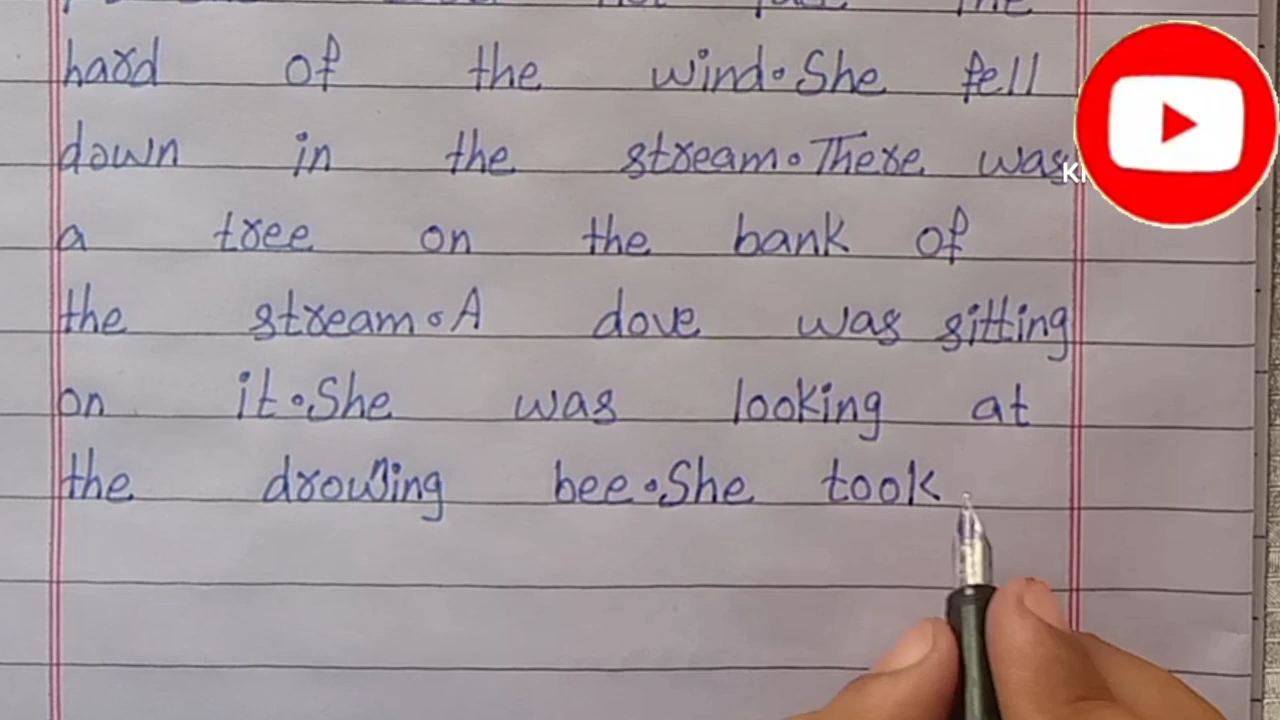 hard of the wind. She fell
down in the stream. There was
a tree on the bank of
the stream. A dove was sitting
on it. She was looking at
the drowing bee. She took